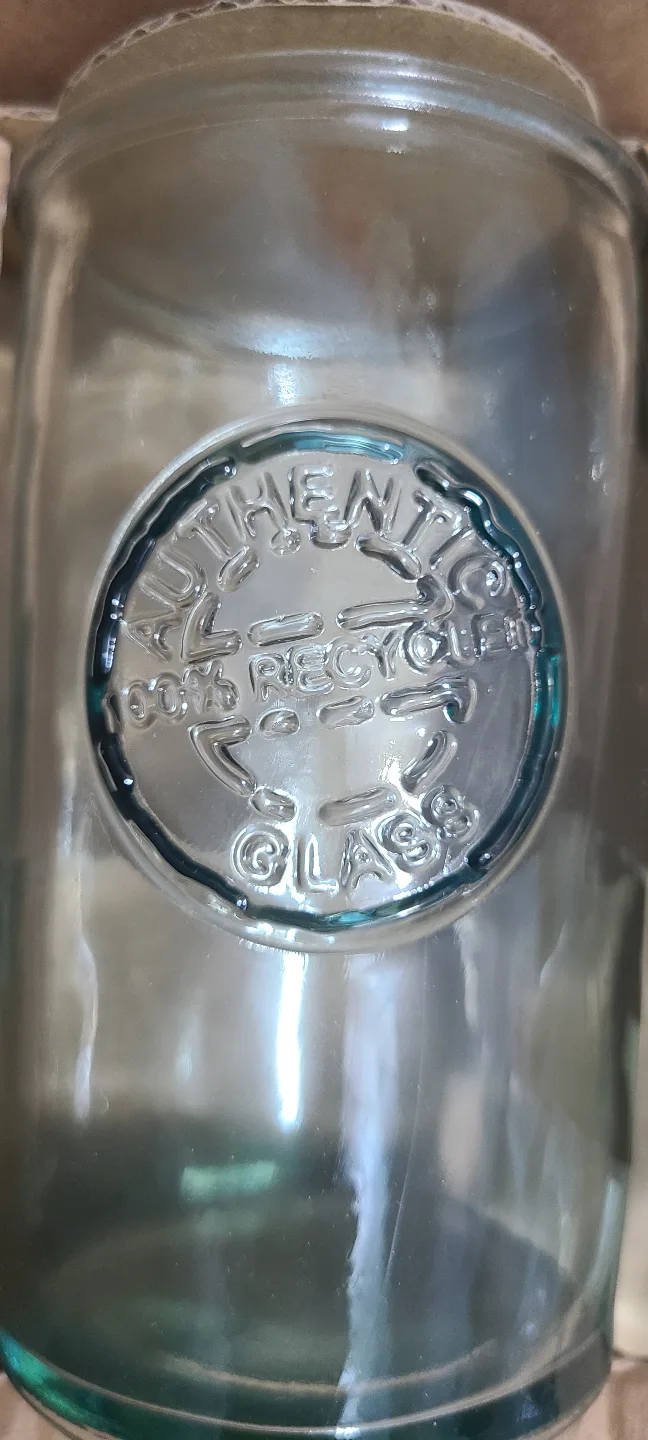 AUTHENTIC
100% RECYCLED
GLASS